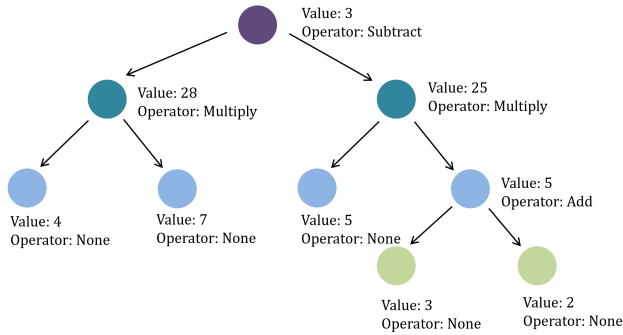 Value: 3
Operator: Subtract
Value: 28
Operator: Multiply
Value: 25
Operator: Multiply
Value: 4
Operator: None
Value: 7
Operator: None
Value: 5
Operator: None
Value: 5
Operator: Add
Value: 3
Operator: None
Value: 2
Operator: None